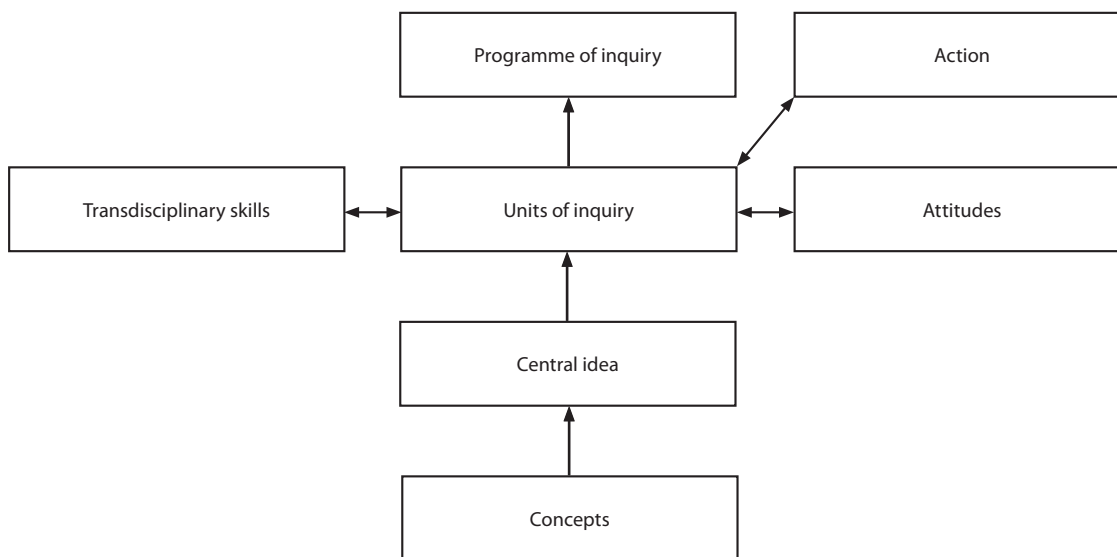 Programme of inquiry
Action
Transdisciplinary skills
Units of inquiry
Attitudes
Central idea
Concepts